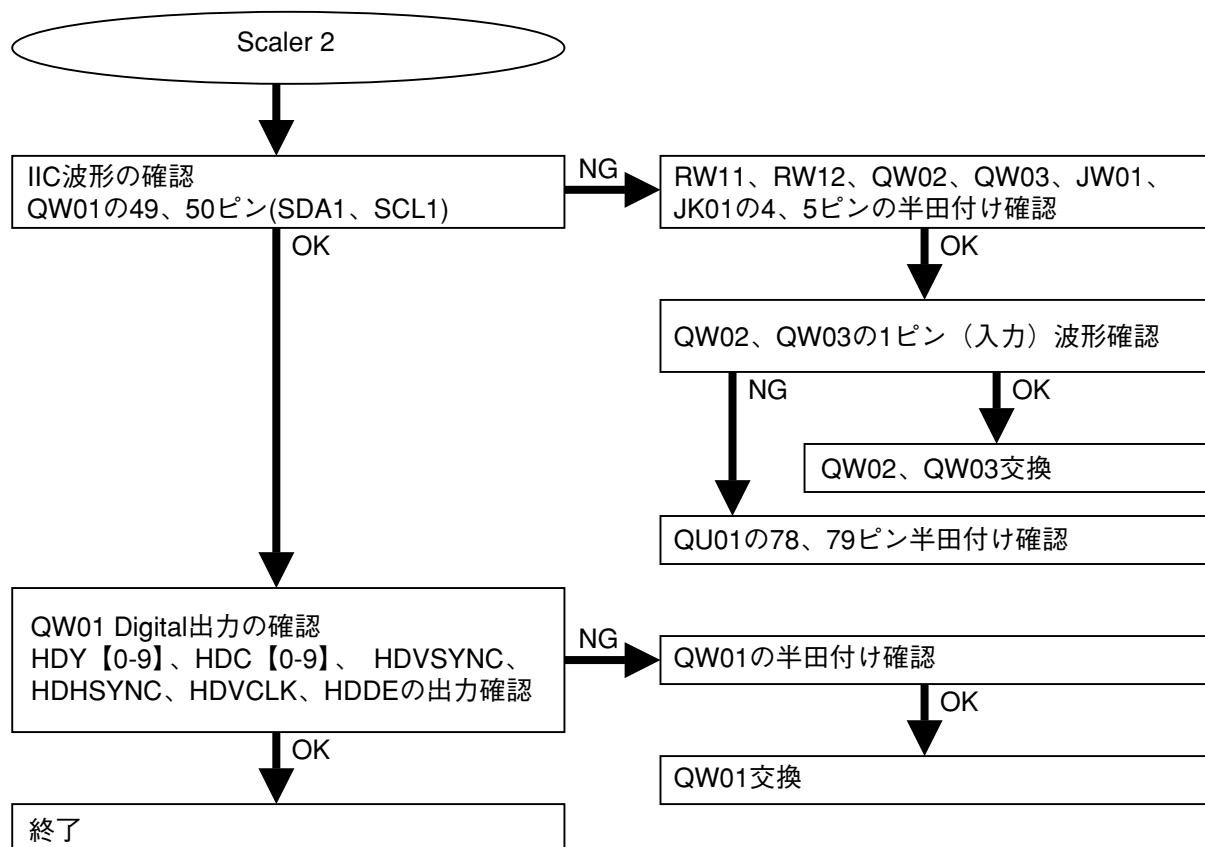 Scaler 2
IIC波形の確認
QW01の49、50ピン(SDA1、SCL1)
NG
RW11、RW12、QW02、QW03、JW01、
JK01の4、5ピンの半田付け確認
OK
OK
QW02、QW03の1ピン（入力）波形確認
NG
OK
QW02、QW03交換
QU01の78、79ピン半田付け確認
QW01 Digital出力の確認
HDY【0-9】、HDC【0-9】、 HDVSYNC、
HDHSYNC、HDVCLK、HDDEの出力確認
NG
QW01の半田付け確認
OK
OK
QW01交換
終了